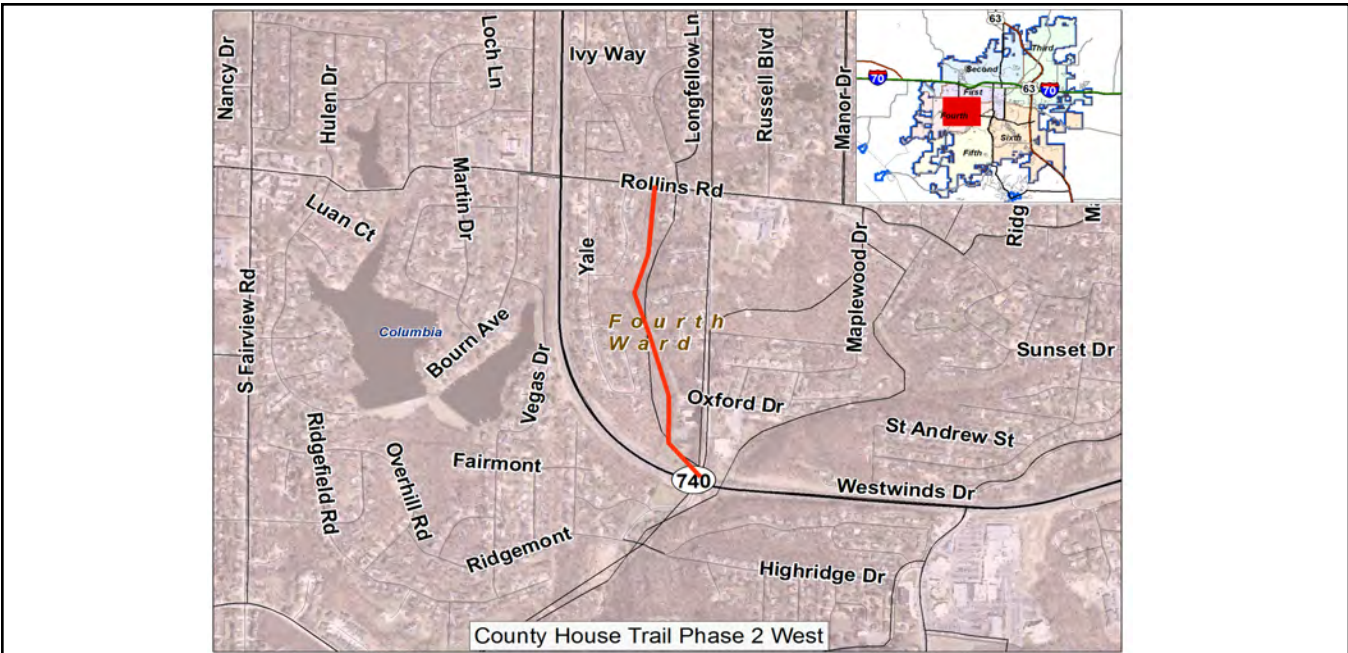 Nancy Dr
Hulen Dr
Loch Ln
Ivy Way
Longfellow Ln
Russell Blvd
Manor Dr
63
Third
Second
70
First
63
70
Fourth
Sixth
Fifth
Rollins Rd
Luan Ct
Martin Dr
Yale
Ridg
M
S Fairview Rd
Columbia
Bourn Ave
Vegas Dr
Fourth
Ward
Maplewood Dr
Sunset Dr
Oxford Dr
St Andrew St
Ridgefield Rd
Overhill Rd
Fairmont
740
Westwinds Dr
Ridgemont
Highridge Dr
County House Trail Phase 2 West